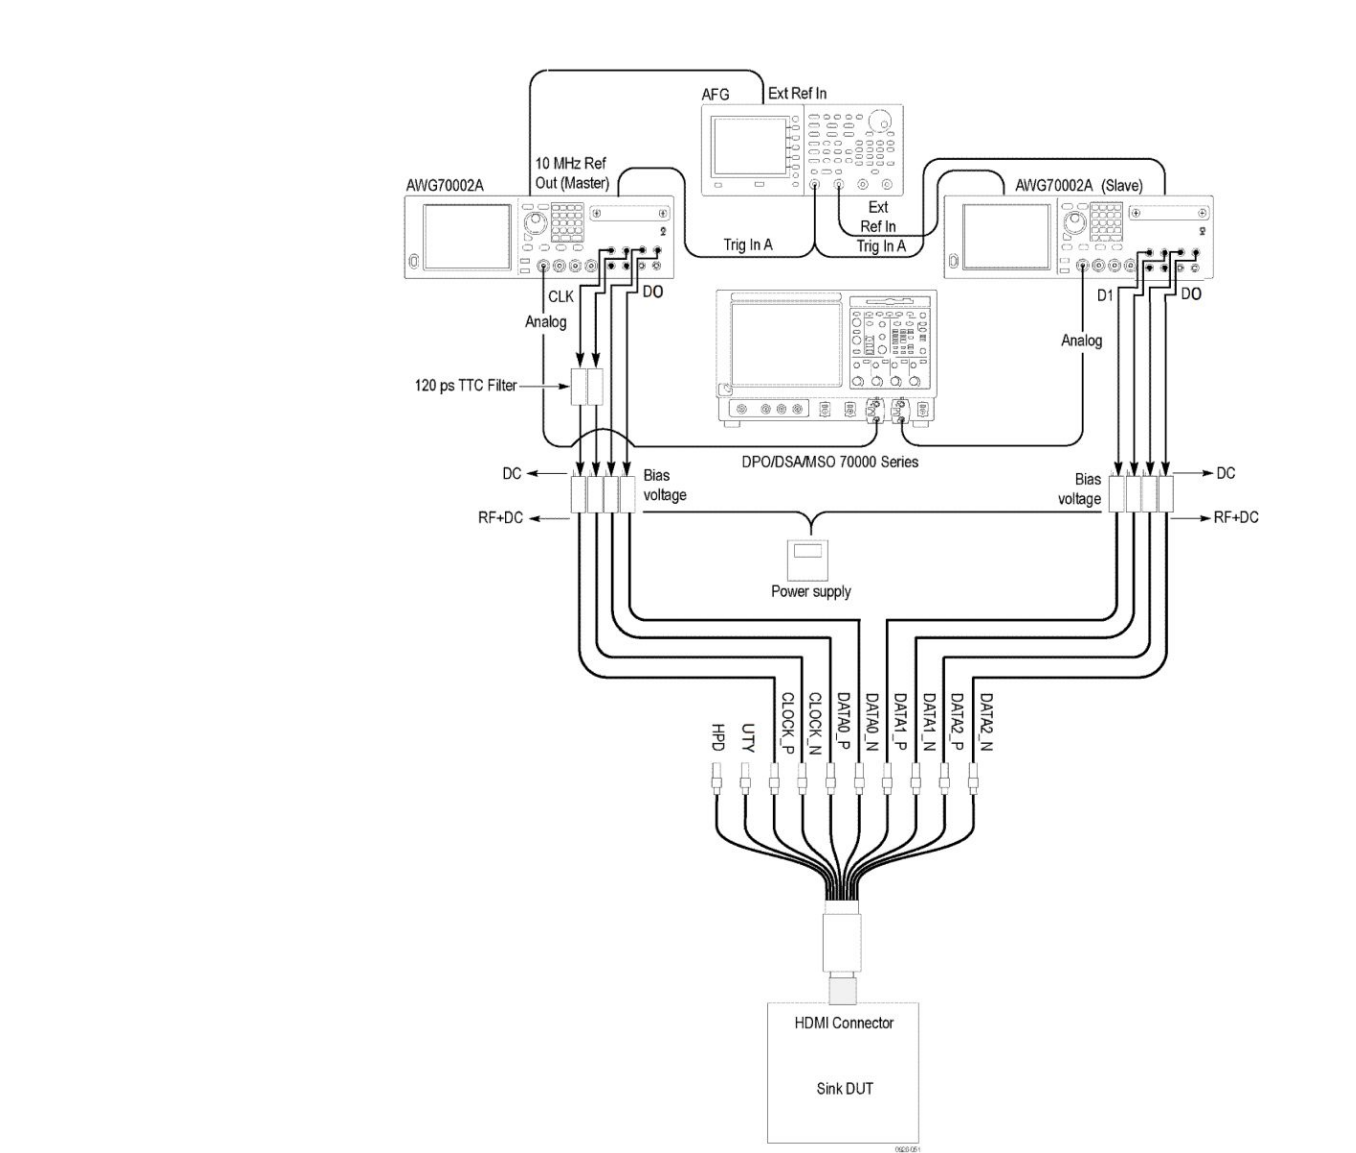 AFG
Ext Ref In
10 MHz Ref
Out (Master)
AWG70002A
AWG70002A (Slave)
Ext
Ref In
Trig In A
Trig In A
CLK
DO
D1
DO
Analog
Analog
120 ps TTC Filter
DPO/DSA/MSO 70000 Series
DC
Bias
voltage
Bias
voltage
DC
RF+DC
RF+DC
Power supply
HPD
UTY
CLOCK_P
CLOCK_N
DATA0_P
DATA0_N
DATA1_P
DATA1_N
DATA2_P
DATA2_N
HDMI Connector
Sink DUT